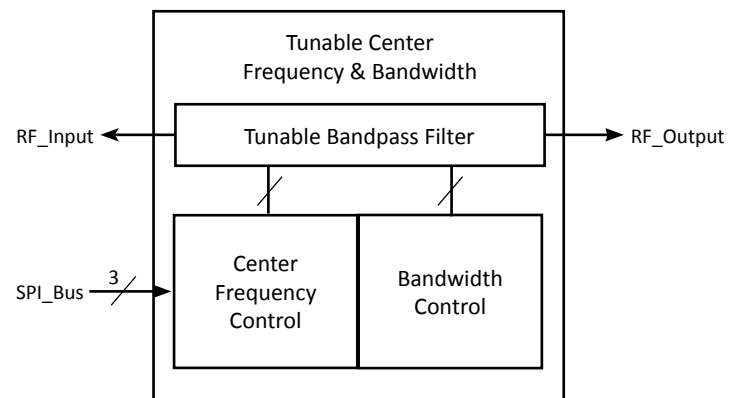 Tunable Center
Frequency & Bandwidth
RF_Input
Tunable Bandpass Filter
RF_Output
SPI_Bus
3
Center
Frequency
Control
Bandwidth
Control